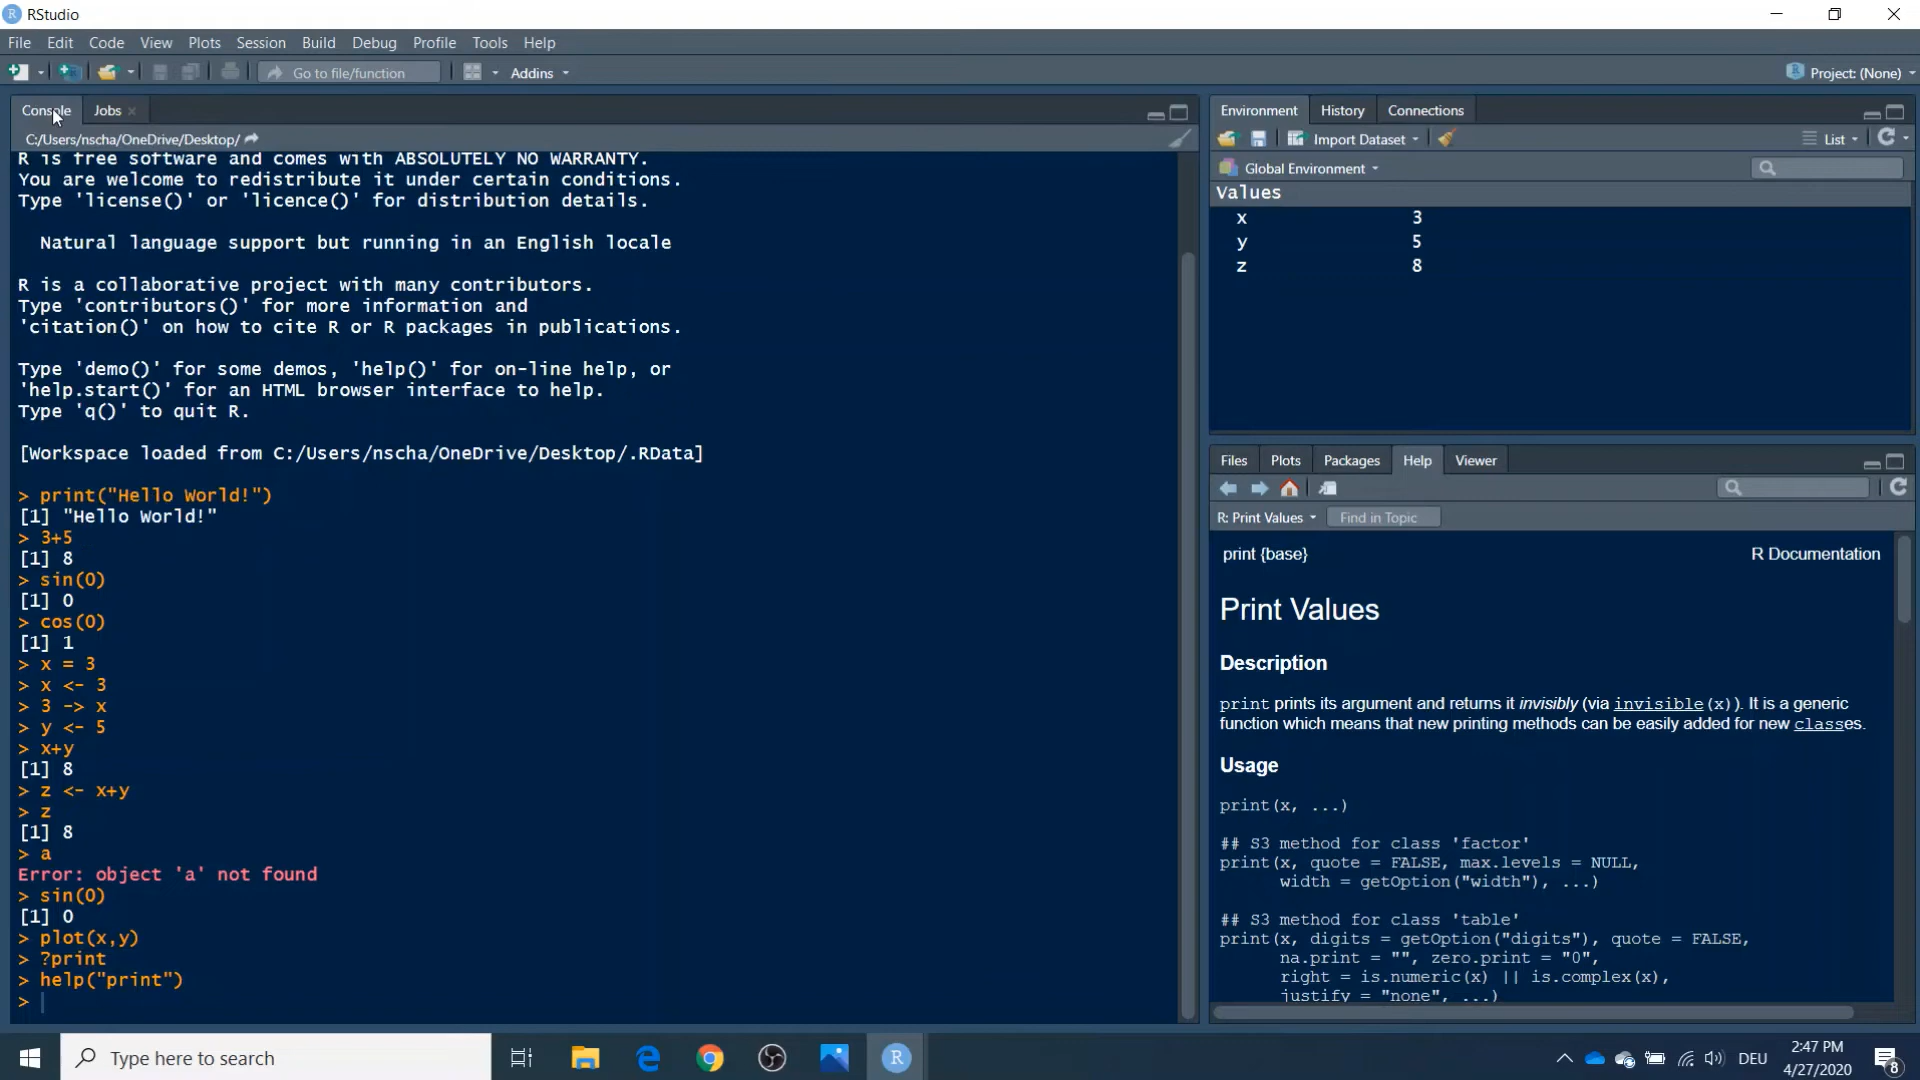 RStudio
File Edit Code View Plots Session Build Debug Profile Tools Help
Go to file/function Addins Project: (None)
Console Jobs
C:/Users/nscha/OneDrive/Desktop/
R is free software and comes with ABSOLUTELY NO WARRANTY.
You are welcome to redistribute it under certain conditions.
Type 'license()' or 'licence()' for distribution details.
Natural language support but running in an English locale
R is a collaborative project with many contributors.
Type 'contributors()' for more information and
'citation()' on how to cite R or R packages in publications.
Type 'demo()' for some demos, 'help()' for on-line help, or
'help.start()' for an HTML browser interface to help.
Type 'q()' to quit R.
[Workspace loaded from C:/Users/nscha/OneDrive/Desktop/.RData]
> print("Hello World!")
[1] "Hello World!"
> 3+5
[1] 8
> sin(0)
[1] 0
> cos(0)
[1] 1
> x = 3
> x <- 3
> 3 -> x
> y <- 5
> x+y
[1] 8
> z <- x+y
> z
[1] 8
> a
Error: object 'a' not found
> sin(0)
[1] 0
> plot(x,y)
> ?print
> help("print")
>
Environment History Connections
Import Dataset List
Global Environment
Values
x 3
y 5
z 8
Files Plots Packages Help Viewer
R: Print Values Find in Topic
print {base} R Documentation
Print Values
Description
print prints its argument and returns it invisibly (via invisible(x)). It is a generic
function which means that new printing methods can be easily added for new classes.
Usage
print(x, ...)
## S3 method for class 'factor'
print(x, quote = FALSE, max.levels = NULL,
width = getOption("width"), ...)
## S3 method for class 'table'
print(x, digits = getOption("digits"), quote = FALSE,
na.print = "", zero.print = "0",
right = is.numeric(x) || is.complex(x),
justify = "none", ...)
Type here to search
DEU
2:47 PM
4/27/2020
8